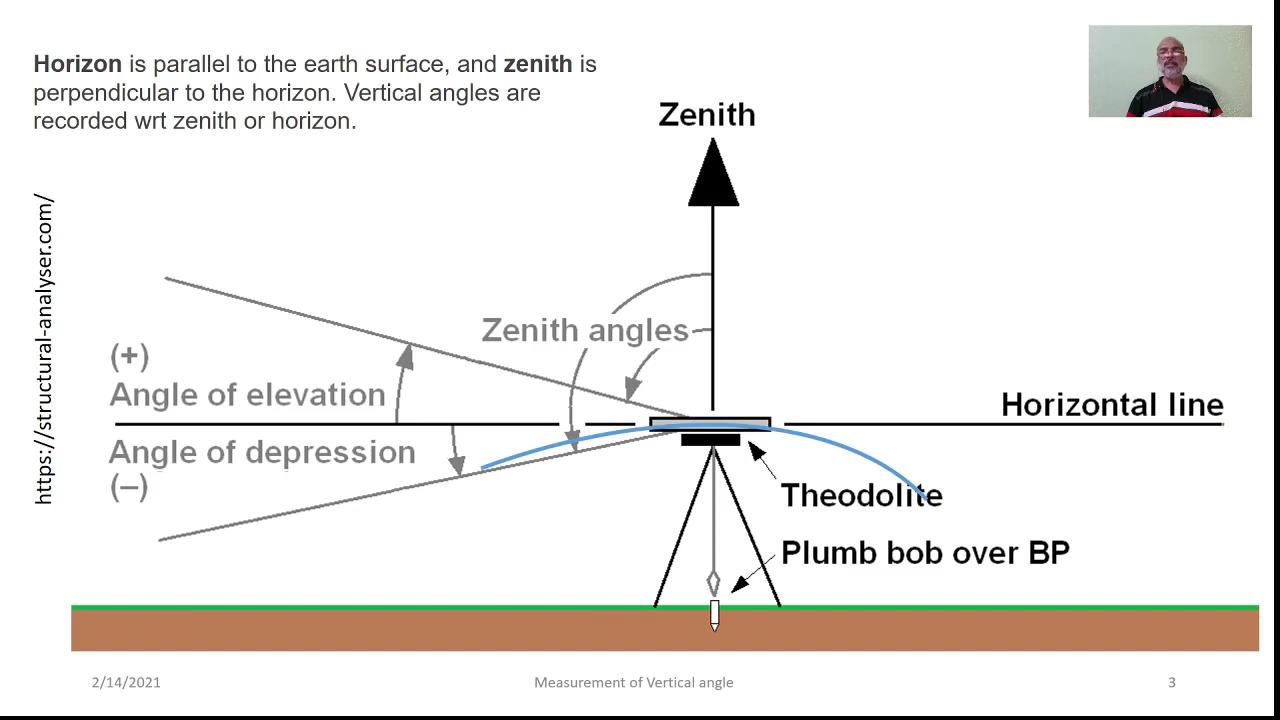 Horizon is parallel to the earth surface, and zenith is
perpendicular to the horizon. Vertical angles are
recorded wrt zenith or horizon.
Zenith
https://structural-analyser.com/
Zenith angles
(+)
Angle of elevation
Horizontal line
Angle of depression
(–)
Theodolite
Plumb bob over BP
2/14/2021
Measurement of Vertical angle
3